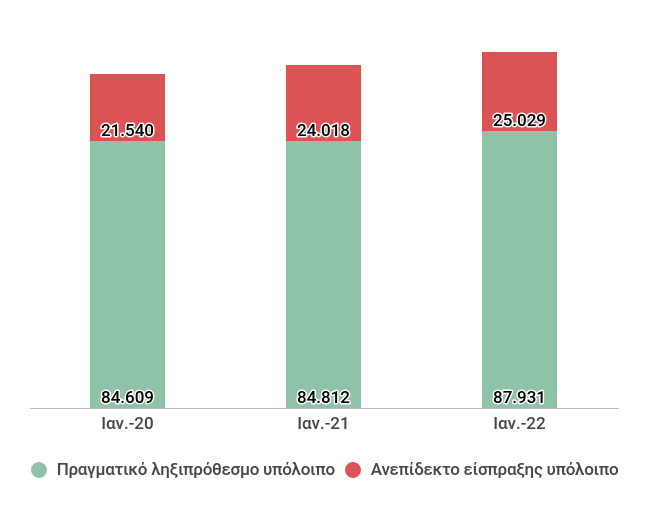 21.540 24.018 25.029
84.609 84.812 87.931
Ιαν.-20 Ιαν.-21 Ιαν.-22
Πραγματικό ληξιπρόθεσμο υπόλοιπο Ανεπίδεκτο είσπραξης υπόλοιπο